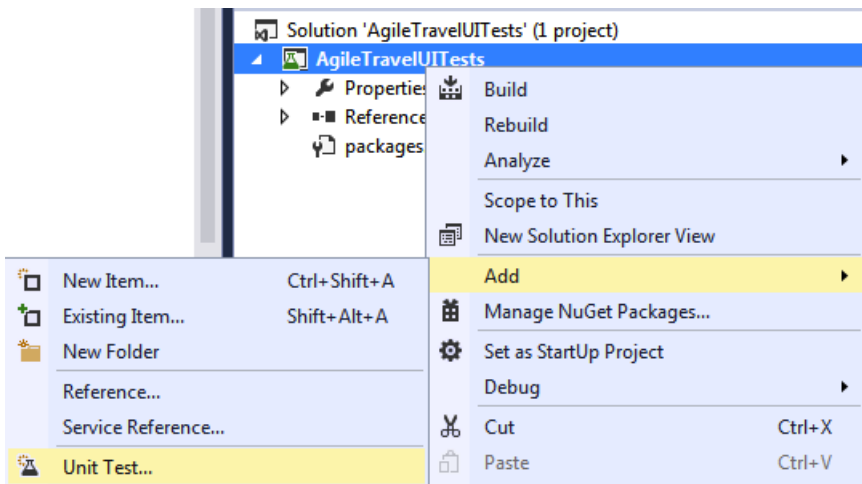 Solution 'AgileTravelUITests' (1 project)
AgileTravelUITests
Properties
Reference
packages
Build
Rebuild
Analyze
Scope to This
New Solution Explorer View
Add
Manage NuGet Packages...
Set as StartUp Project
Debug
Cut Ctrl+X
Paste Ctrl+V
New Item... Ctrl+Shift+A
Existing Item... Shift+Alt+A
New Folder
Reference...
Service Reference...
Unit Test...